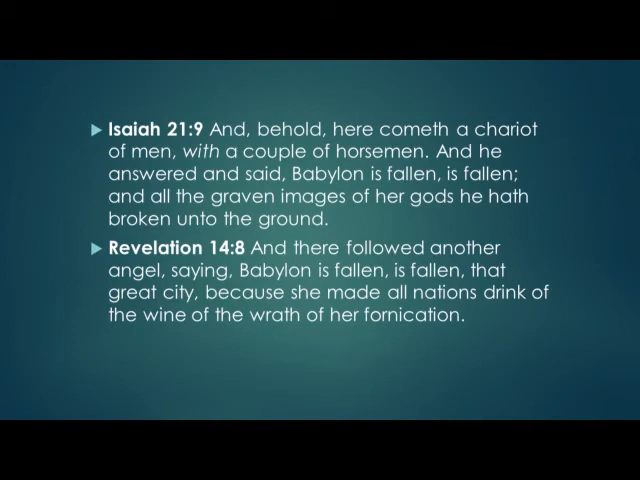 Isaiah 21:9 And, behold, here cometh a chariot
of men, with a couple of horsemen. And he
answered and said, Babylon is fallen, is fallen;
and all the graven images of her gods he hath
broken unto the ground.
Revelation 14:8 And there followed another
angel, saying, Babylon is fallen, is fallen, that
great city, because she made all nations drink of
the wine of the wrath of her fornication.